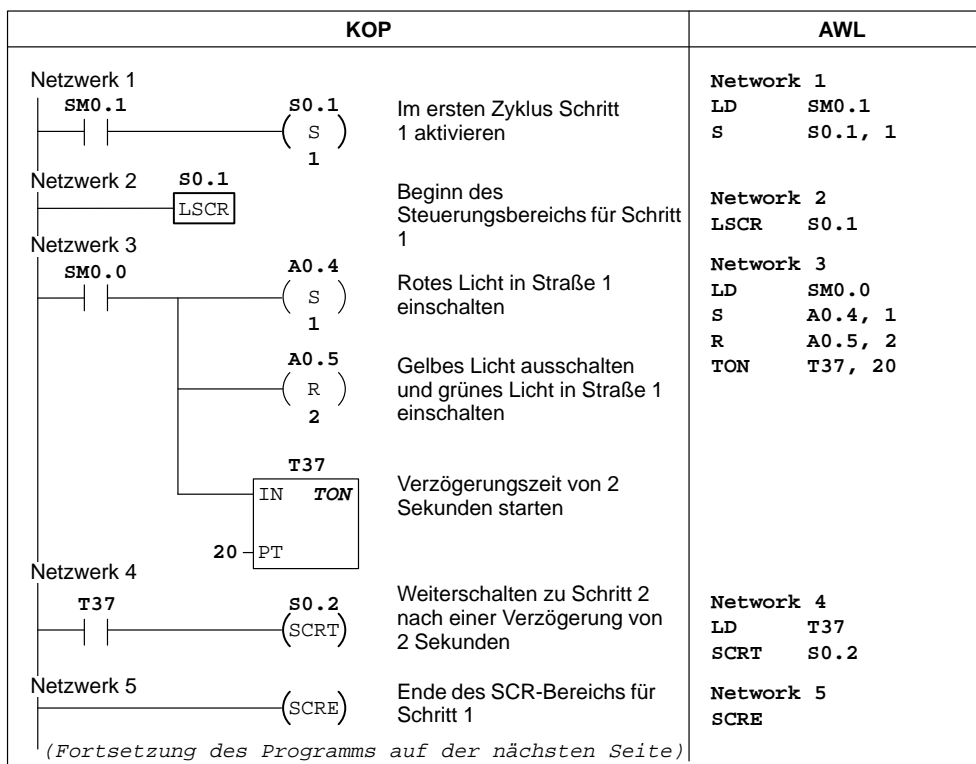 KOP
AWL
Netzwerk 1
SM0.1
S0.1
S
1
Im ersten Zyklus Schritt
1 aktivieren
Network 1
LD SM0.1
S S0.1, 1
Netzwerk 2
S0.1
LSCR
Beginn des
Steuerungsbereichs für Schritt
1
Network 2
LSCR S0.1
Netzwerk 3
SM0.0
A0.4
S
1
Rotes Licht in Straße 1
einschalten
A0.5
R
2
Gelbes Licht ausschalten
und grünes Licht in Straße 1
einschalten
T37
IN TON
20 PT
Verzögerungszeit von 2
Sekunden starten
Network 3
LD SM0.0
S A0.4, 1
R A0.5, 2
TON T37, 20
Netzwerk 4
T37
S0.2
SCRT
Weiterschalten zu Schritt 2
nach einer Verzögerung von
2 Sekunden
Network 4
LD T37
SCRT S0.2
Netzwerk 5
SCRE
Ende des SCR-Bereichs für
Schritt 1
Network 5
SCRE
(Fortsetzung des Programms auf der nächsten Seite)